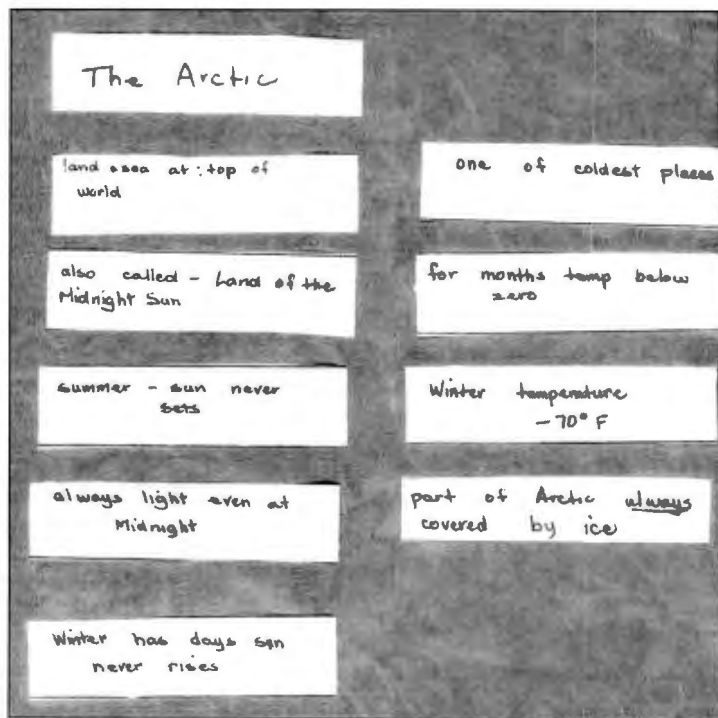 The Arctic
land & sea at top of
world
also called - Land of the
Midnight Sun
summer - sun never
sets
always light even at
Midnight
Winter has days sun
never rises
one of coldest places
for months temp below
zero
Winter temperature
-70° F
part of Arctic always
covered by ice